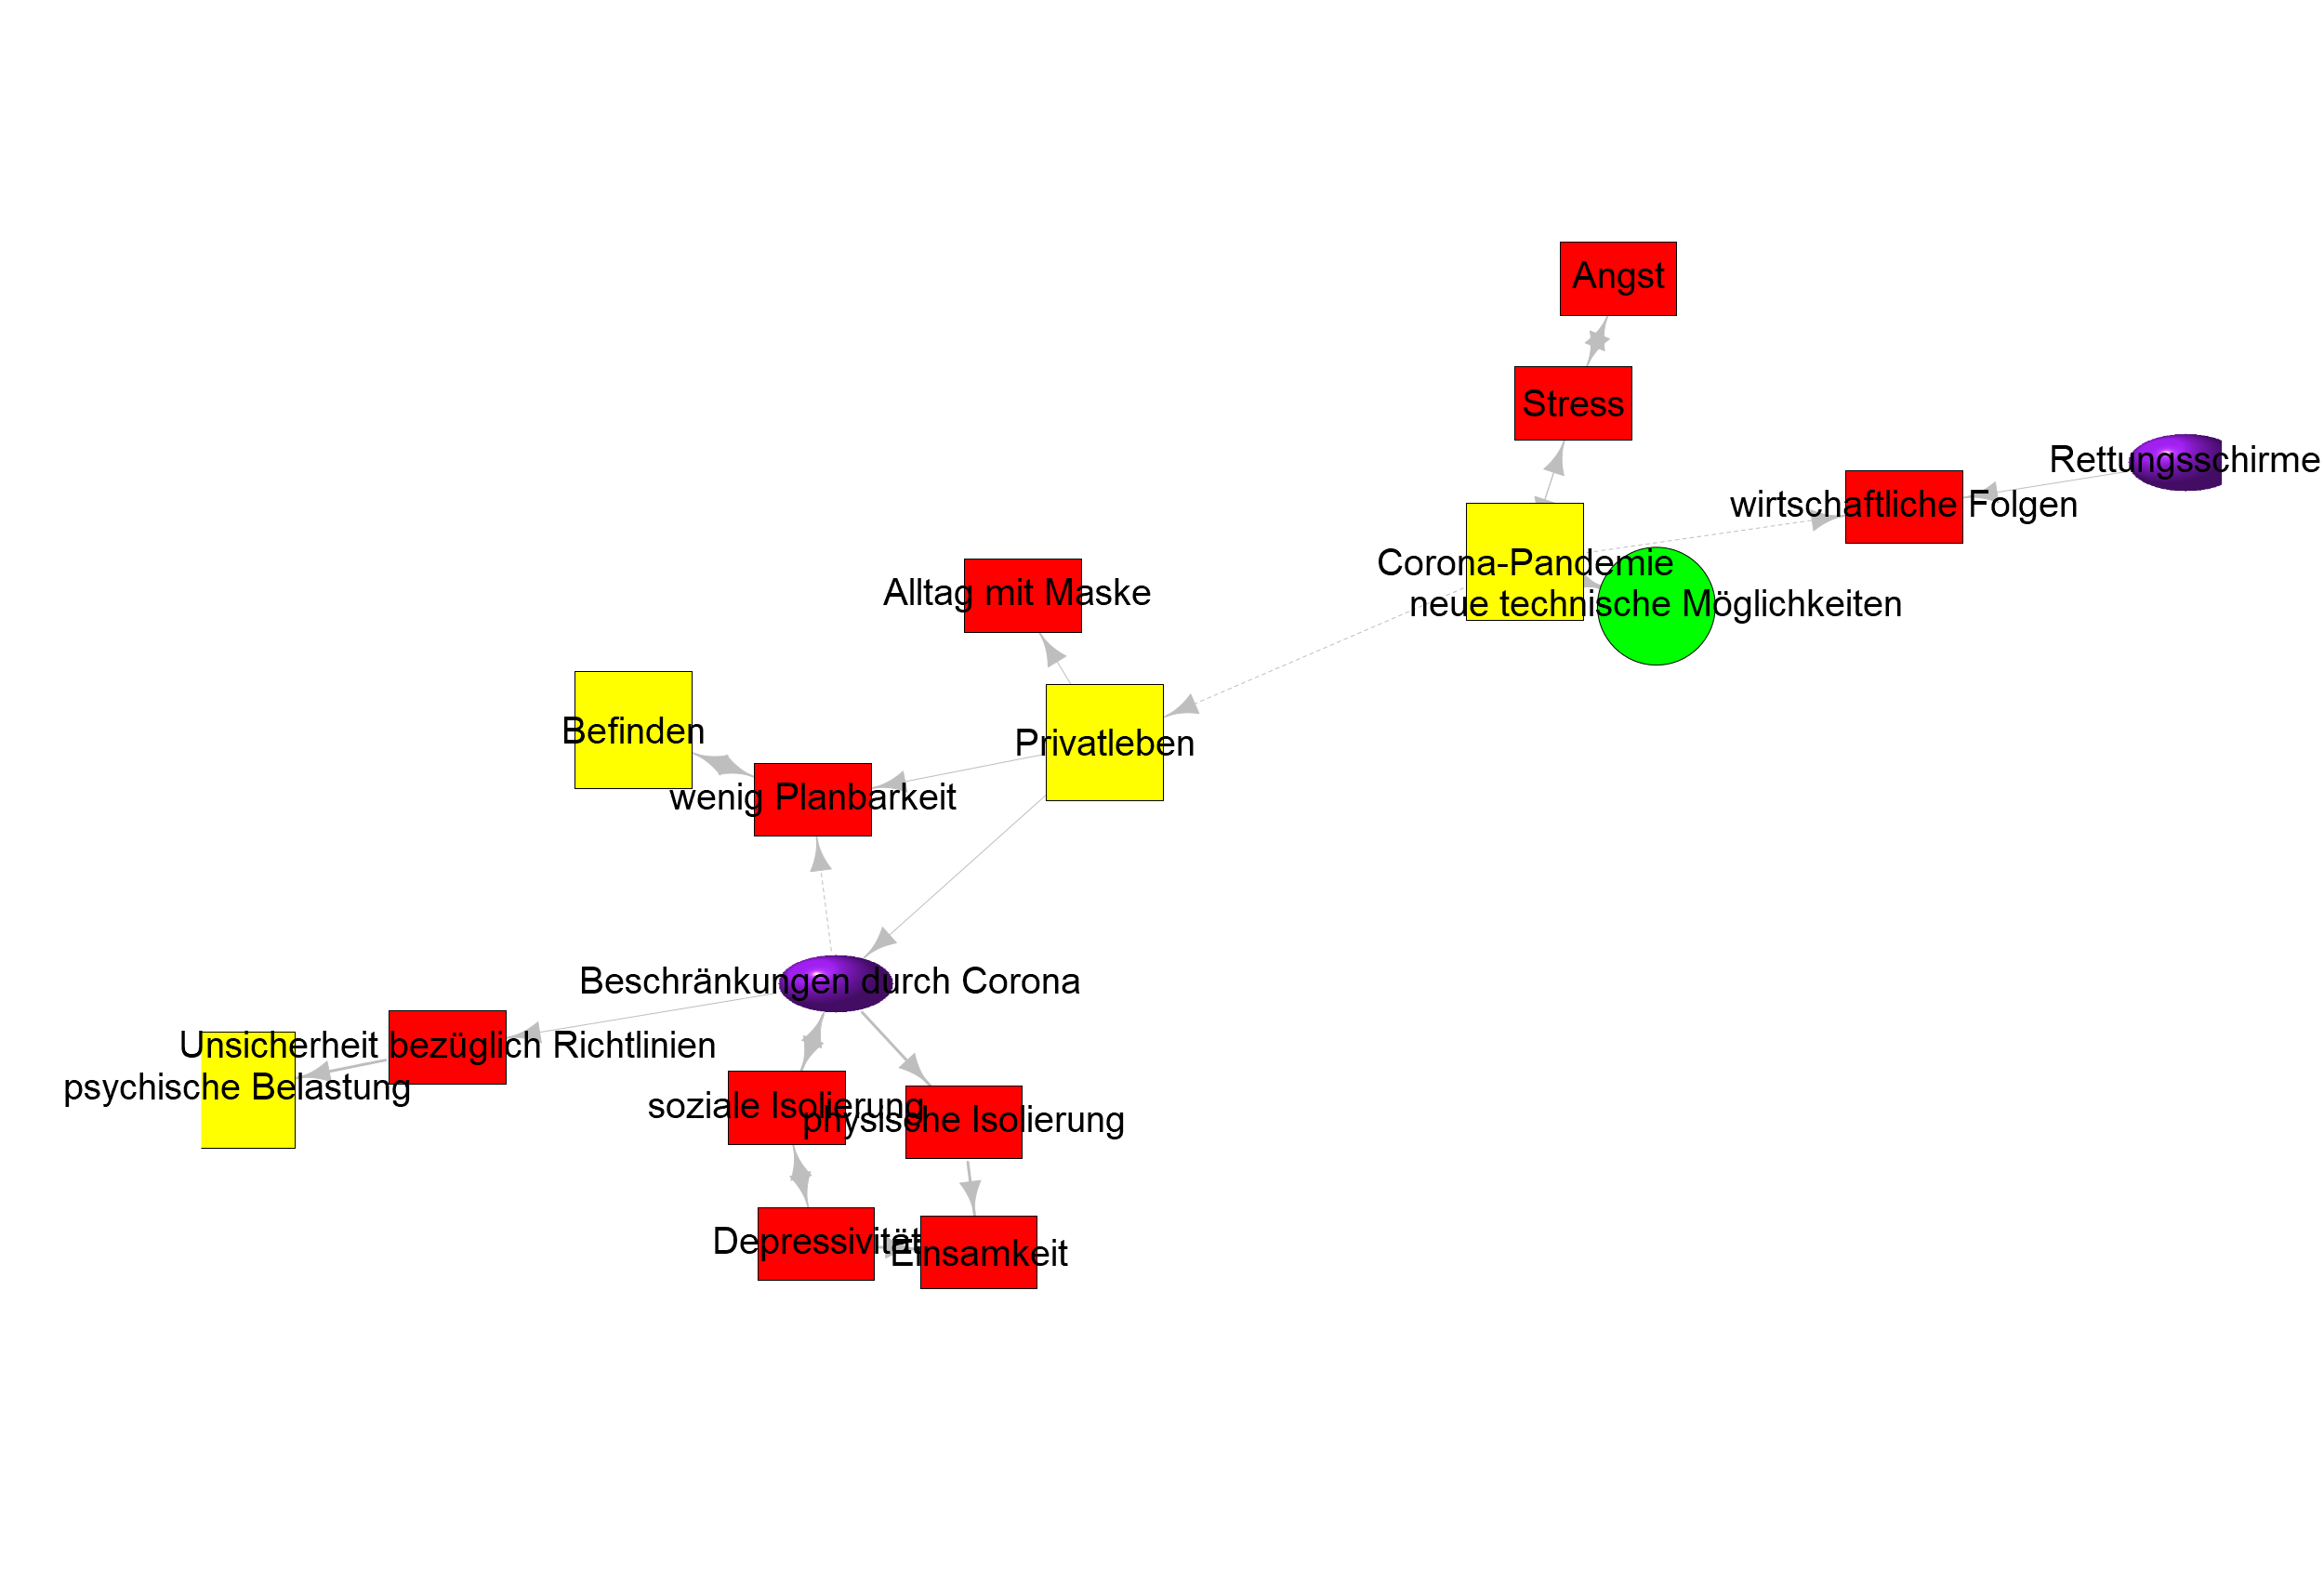 Angst
Stress
Rettungsschirme
wirtschaftliche Folgen
Corona-Pandemie
neue technische Möglichkeiten
Alltag mit Maske
Befinden
Privatleben
wenig Planbarkeit
Beschränkungen durch Corona
Unsicherheit bezüglich Richtlinien
psychische Belastung
soziale Isolierung
physische Isolierung
Depressivität
Einsamkeit